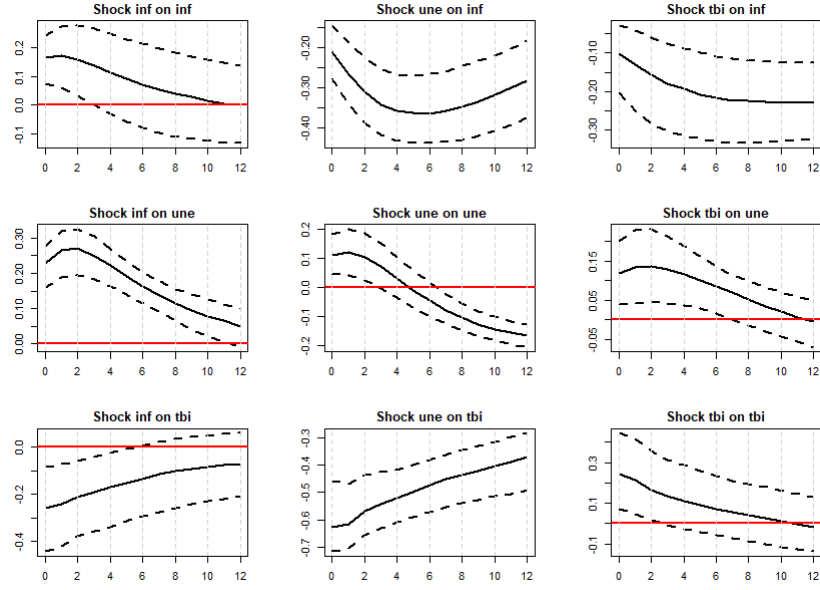 Shock inf on inf
Shock une on inf
Shock tbi on inf
0.2
0.1
0.0
-0.1
-0.20
-0.30
-0.40
-0.10
-0.20
-0.30
0 2 4 6 8 10 12
0 2 4 6 8 10 12
0 2 4 6 8 10 12
Shock inf on une
Shock une on une
Shock tbi on une
0.30
0.20
0.10
0.00
0.2
0.1
0.0
-0.1
-0.2
0.15
0.05
-0.05
0 2 4 6 8 10 12
0 2 4 6 8 10 12
0 2 4 6 8 10 12
Shock inf on tbi
Shock une on tbi
Shock tbi on tbi
0.0
-0.2
-0.4
-0.3
-0.4
-0.5
-0.6
-0.7
0.3
0.1
-0.1
0 2 4 6 8 10 12
0 2 4 6 8 10 12
0 2 4 6 8 10 12